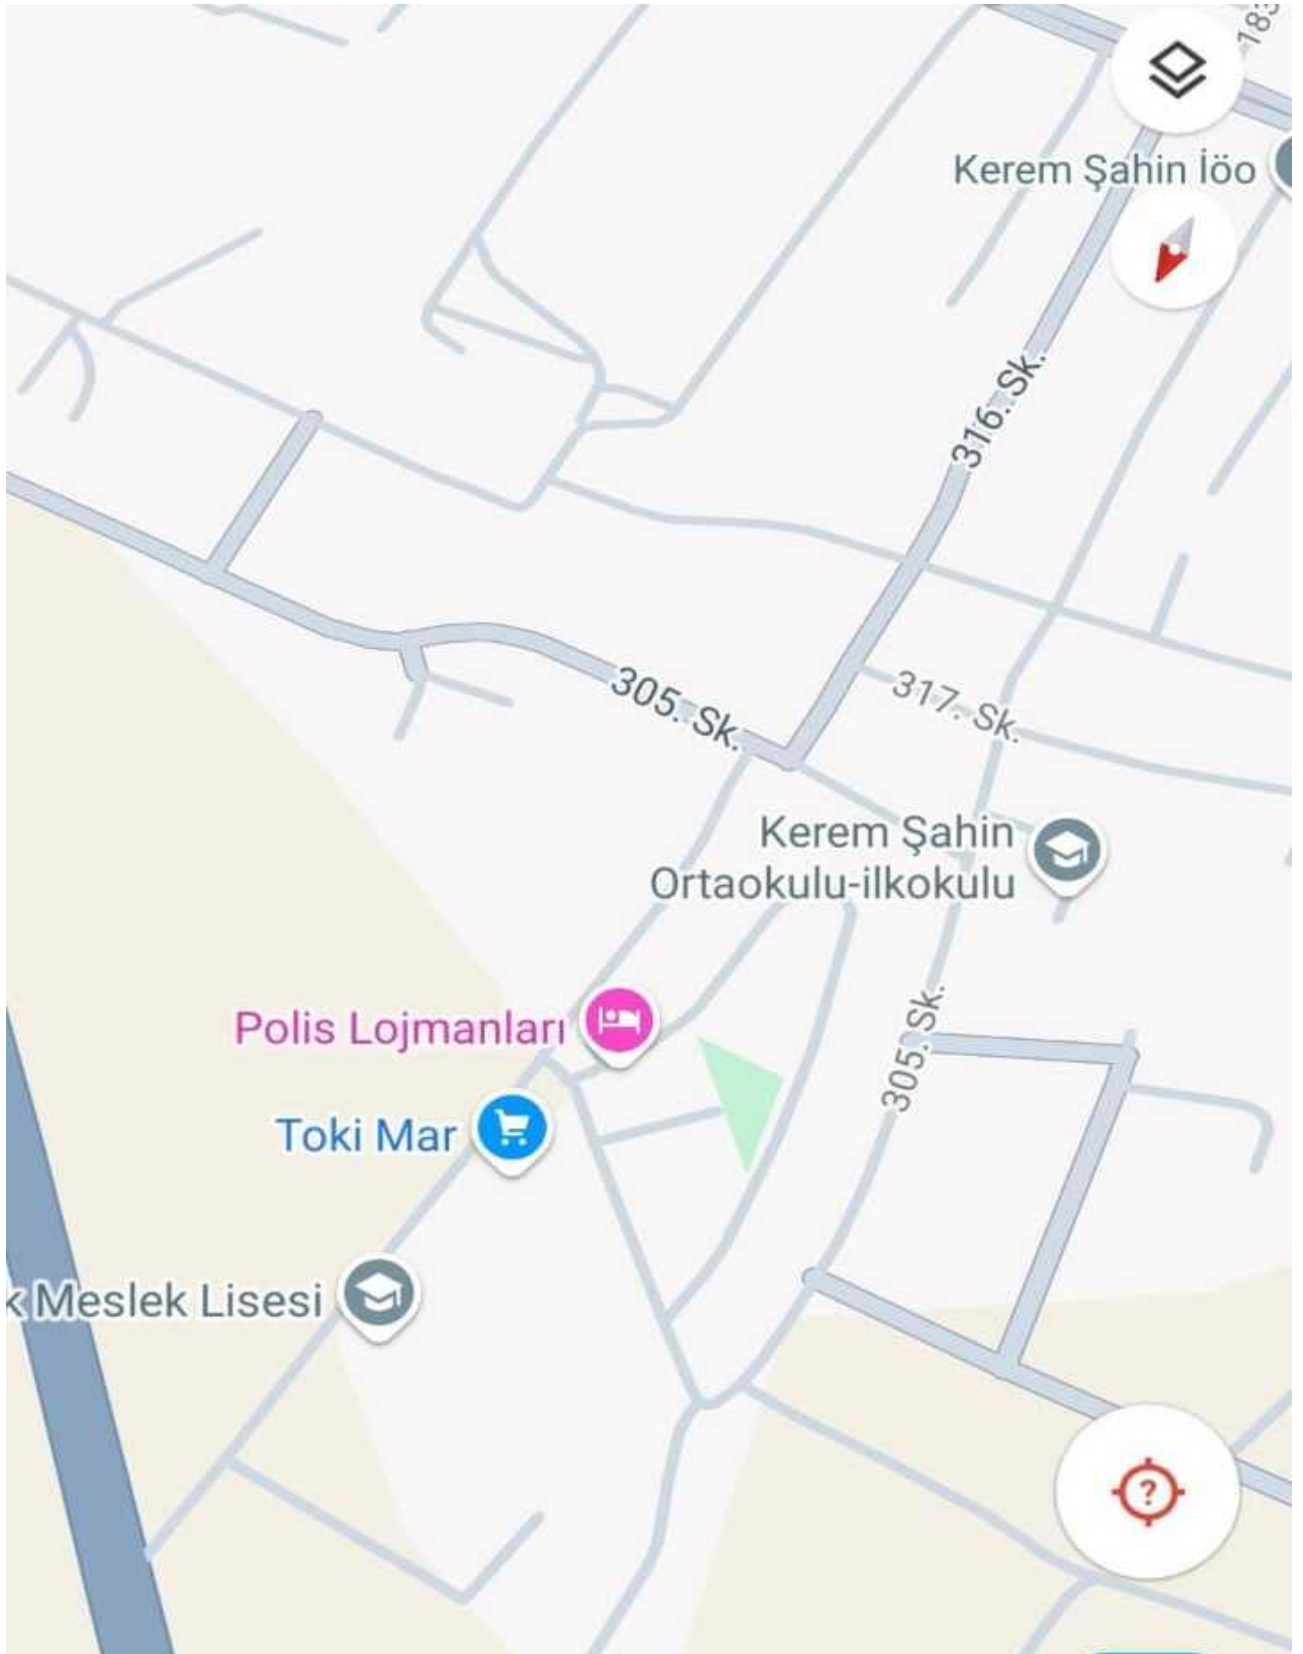 183
Kerem Şahin İöo
316. Sk.
317. Sk.
305. Sk.
Kerem Şahin
Ortaokulu-ilkokulu
Polis Lojmanları
305. Sk.
Toki Mar
k Meslek Lisesi
?